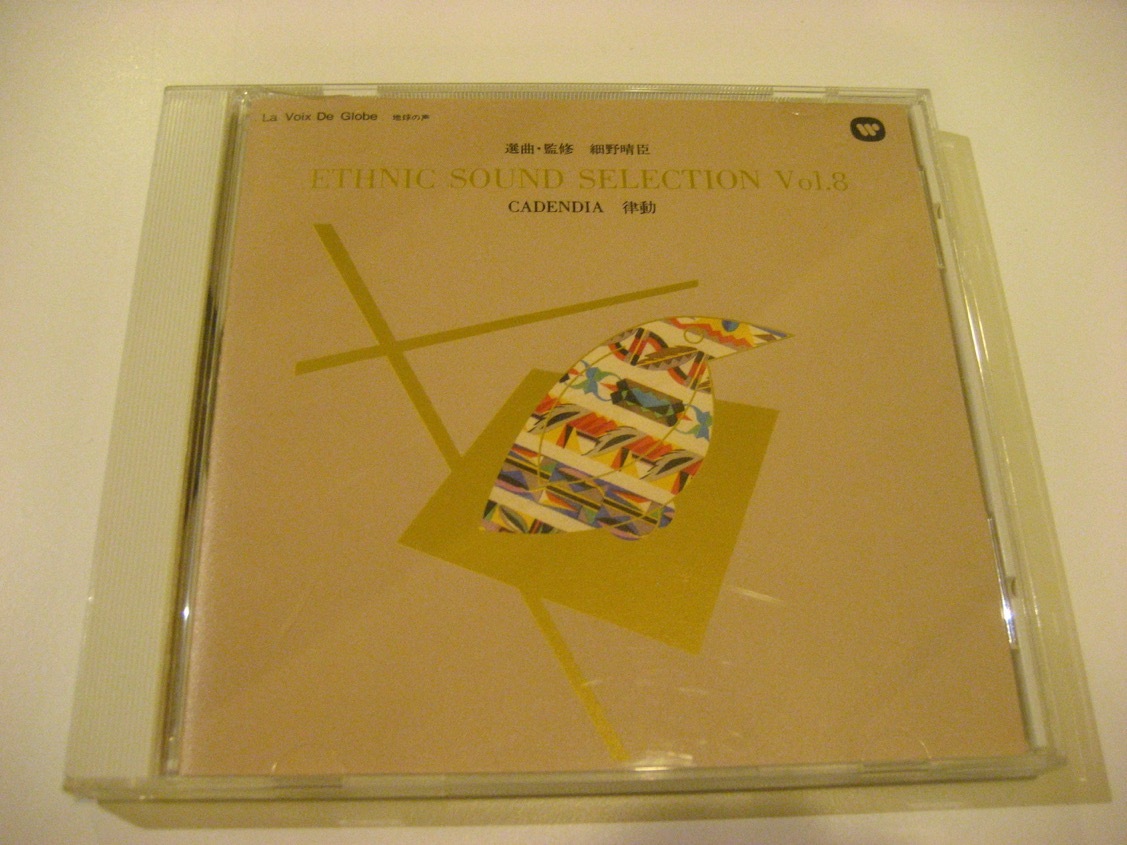 La Voix De Globe 地球の声
選曲・監修 細野晴臣
ETHNIC SOUND SELECTION Vol.8
CADENDIA 律動